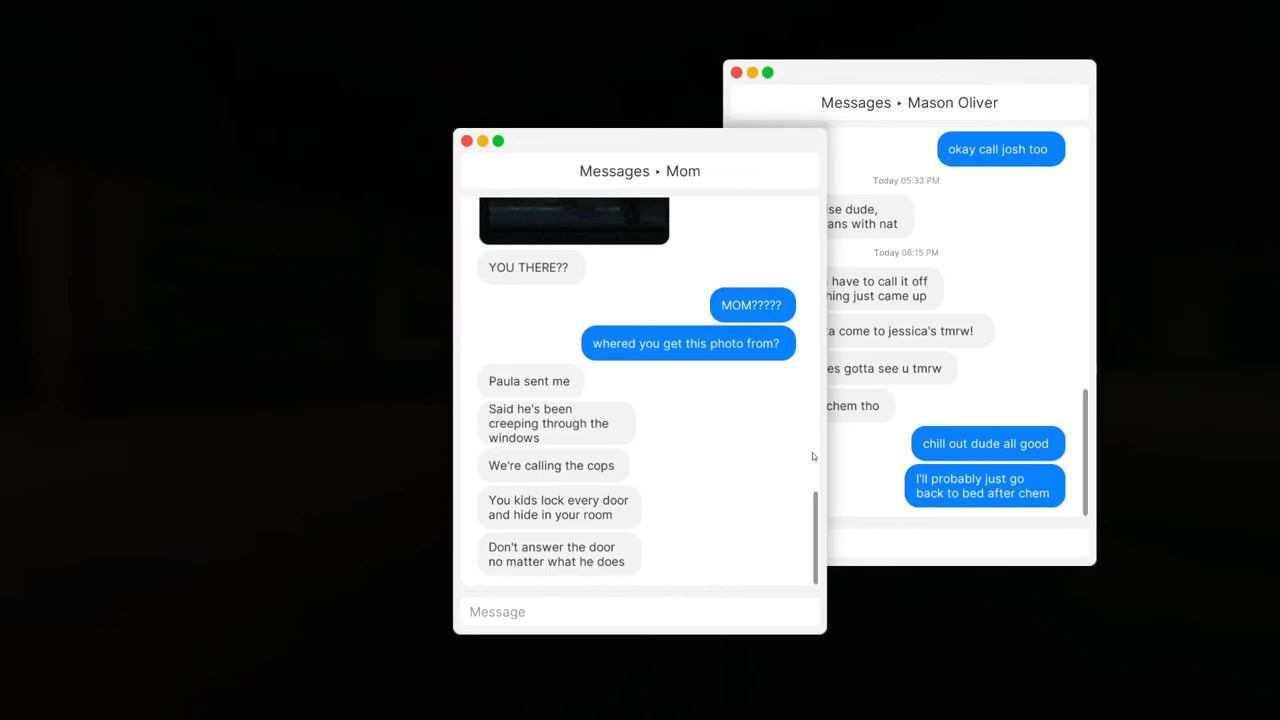 Messages ‣ Mason Oliver
okay call josh too
Today 05:33 PM
dude,
with nat
Today 08:15 PM
have to call it off
just came up
come to jessica's tmrw!
gotta see u tmrw
chem tho
chill out dude all good
I'll probably just go
back to bed after chem
Messages ‣ Mom
YOU THERE??
MOM?????
whered you get this photo from?
Paula sent me
Said he's been
creeping through the
windows
We're calling the cops
You kids lock every door
and hide in your room
Don't answer the door
no matter what he does
Message